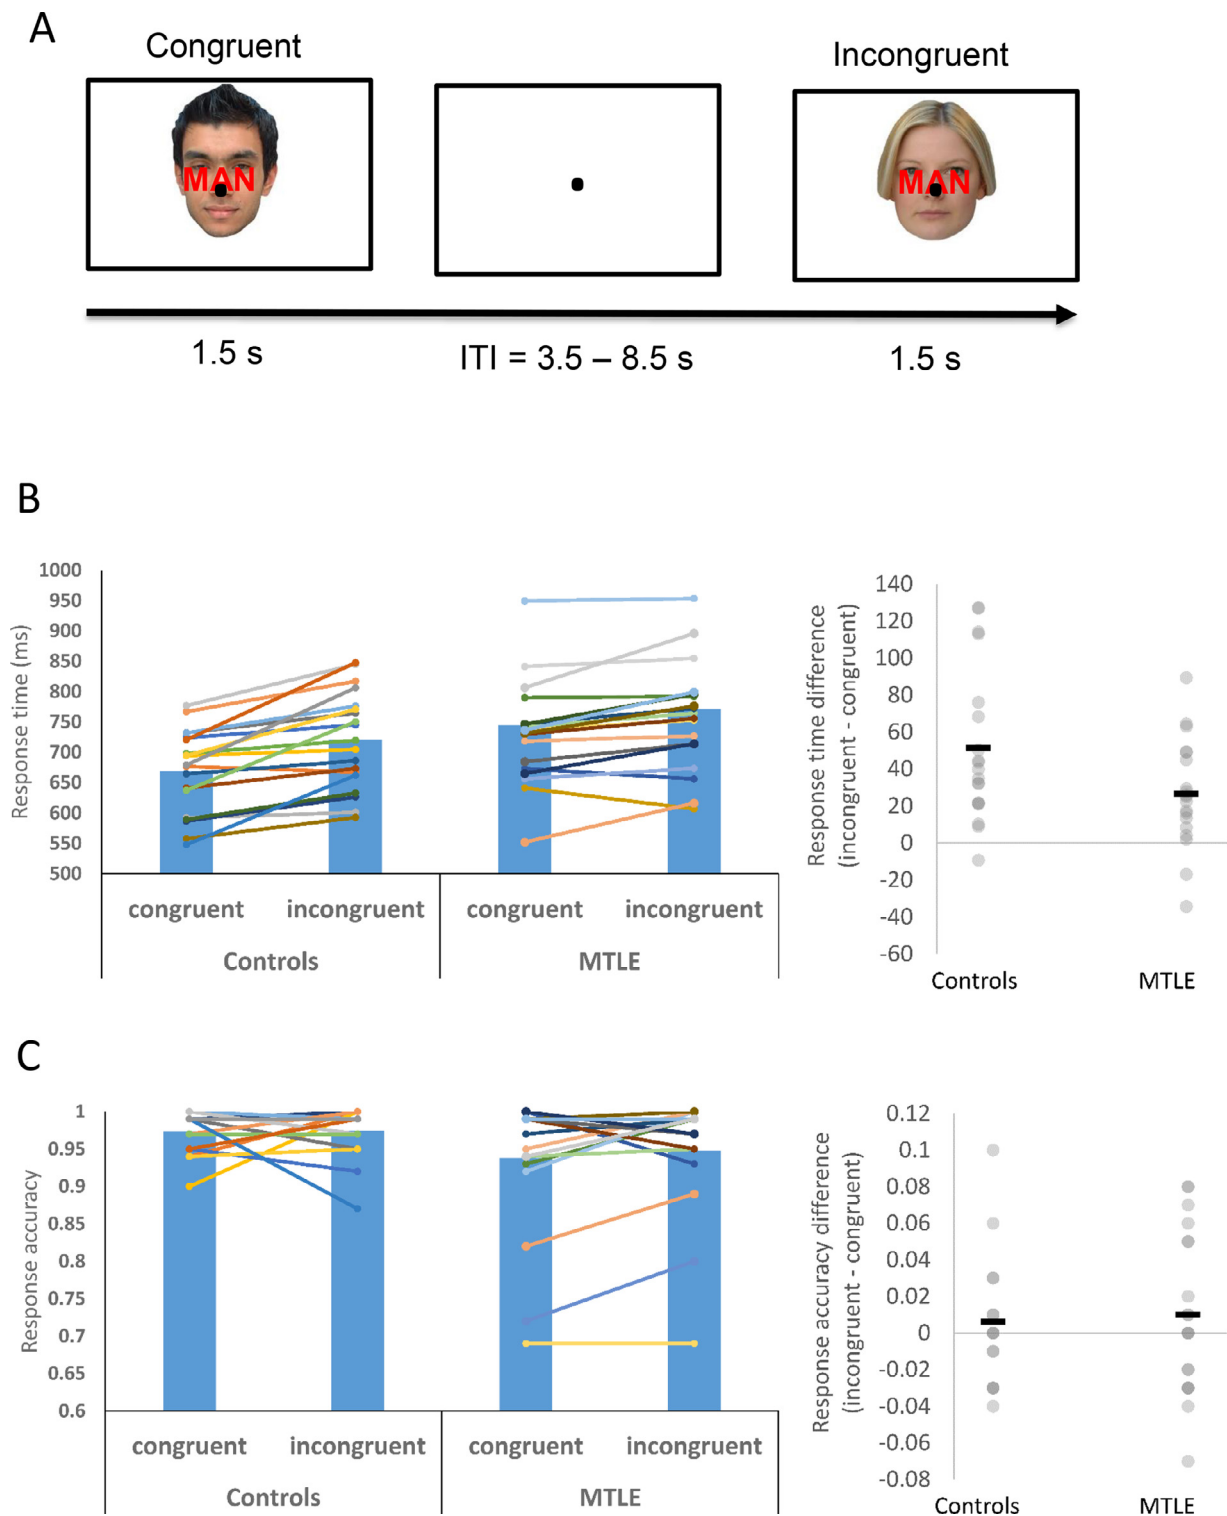 A
Congruent
Incongruent
MAN
MAN
1.5 s
ITI = 3.5 – 8.5 s
1.5 s
B
Response time (ms)
1000
950
900
850
800
750
700
650
600
550
500
congruent
incongruent
congruent
incongruent
Controls
MTLE
Response time difference
(incongruent - congruent)
140
120
100
80
60
40
20
0
-20
-40
-60
Controls
MTLE
C
Response accuracy
1
0.95
0.9
0.85
0.8
0.75
0.7
0.65
0.6
congruent
incongruent
congruent
incongruent
Controls
MTLE
Response accuracy difference
(incongruent - congruent)
0.12
0.1
0.08
0.06
0.04
0.02
0
-0.02
-0.04
-0.06
-0.08
Controls
MTLE